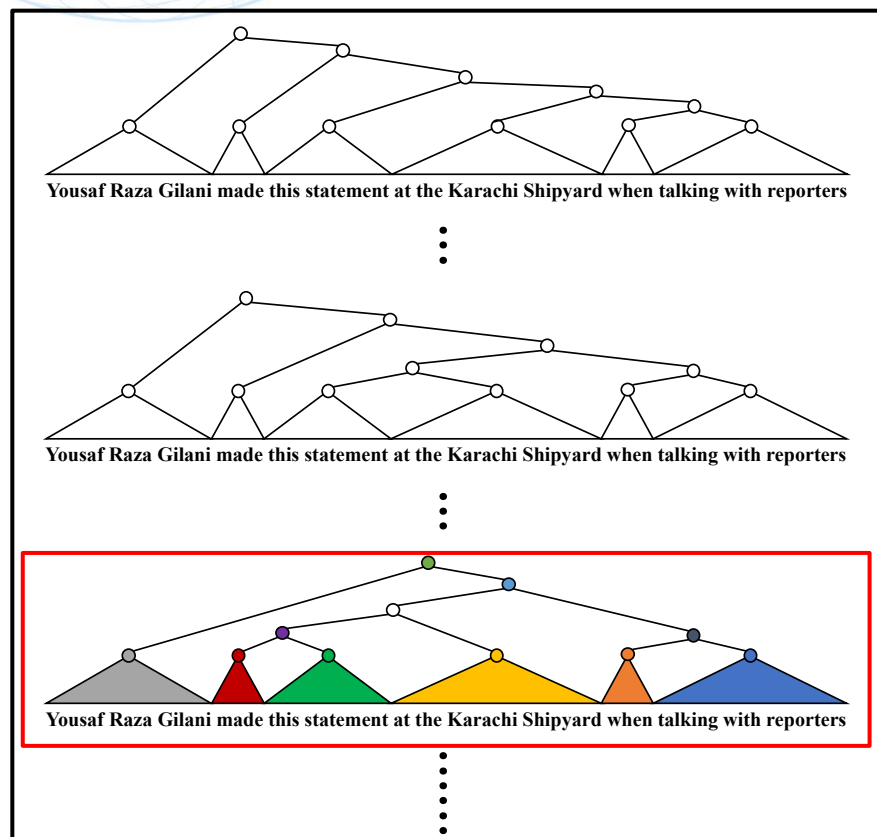 Yousaf Raza Gilani made this statement at the Karachi Shipyard when talking with reporters
Yousaf Raza Gilani made this statement at the Karachi Shipyard when talking with reporters
Yousaf Raza Gilani made this statement at the Karachi Shipyard when talking with reporters